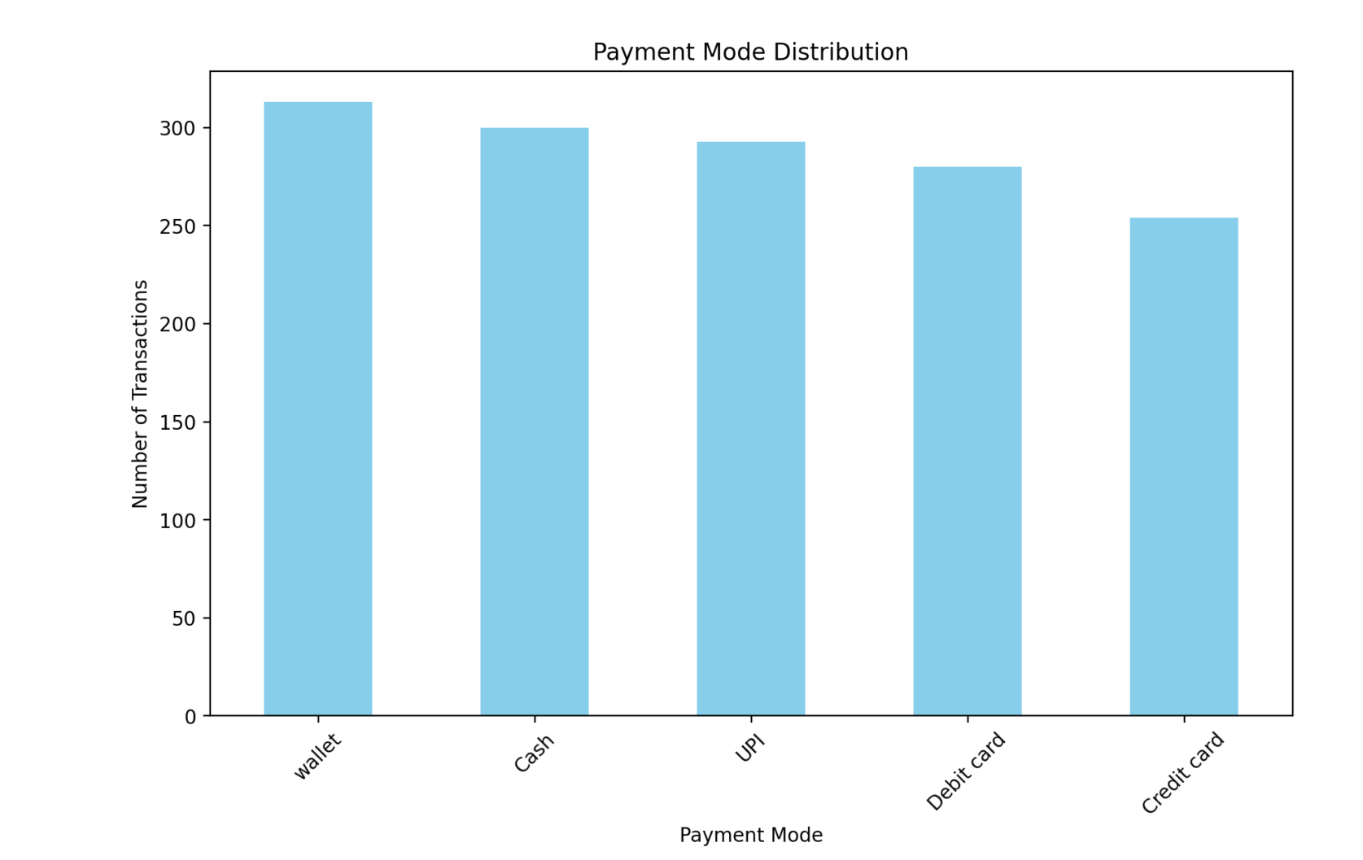 Payment Mode Distribution
Number of Transactions
300
250
200
150
100
50
0
wallet
Cash
UPI
Debit card
Credit card
Payment Mode